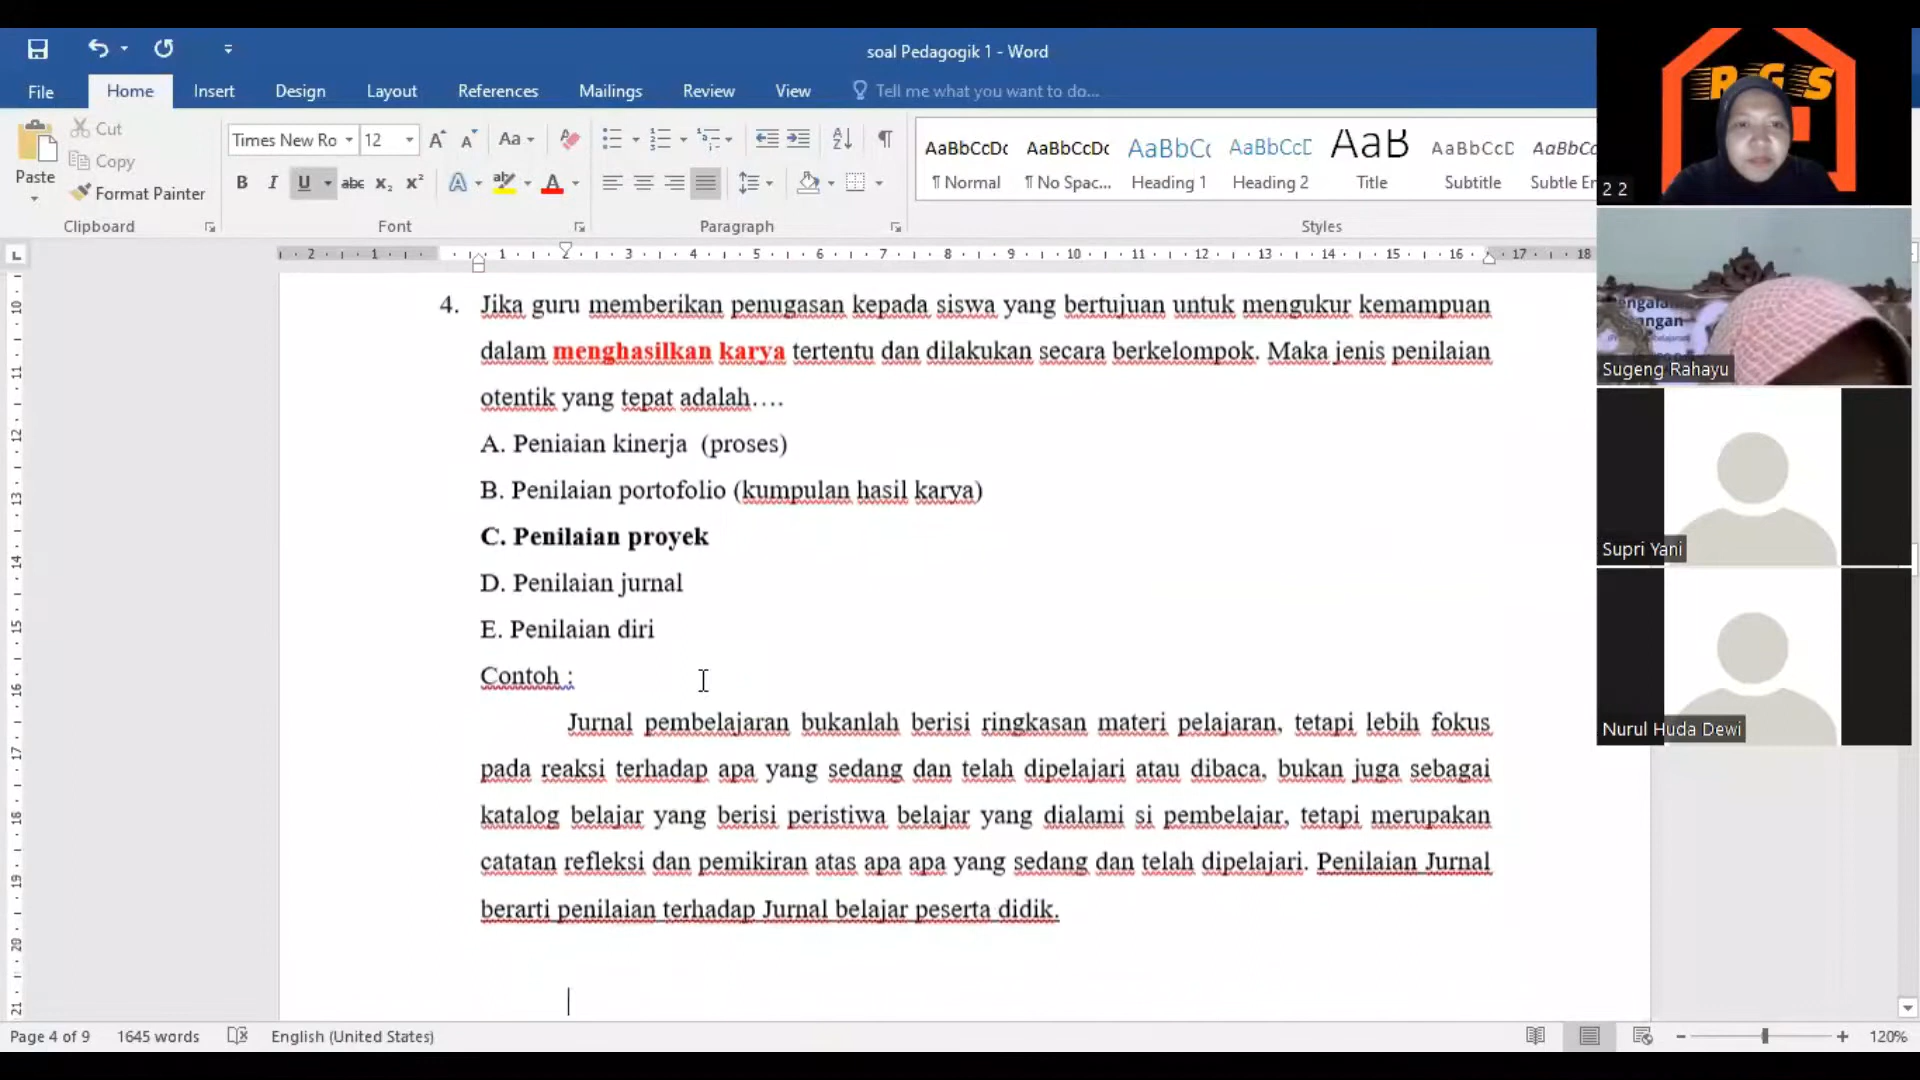 soal Pedagogik 1 - Word
File Home Insert Design Layout References Mailings Review View Tell me what you want to do...
Paste
Cut
Copy
Format Painter
Times New Ro 12
¶ Normal ¶ No Spac... Heading 1 Heading 2 Title Subtitle Subtle En
Clipboard Font Paragraph Styles
4. Jika guru memberikan penugasan kepada siswa yang bertujuan untuk mengukur kemampuan
dalam menghasilkan karya tertentu dan dilakukan secara berkelompok. Maka jenis penilaian
otentik yang tepat adalah….
A. Peniaian kinerja (proses)
B. Penilaian portofolio (kumpulan hasil karya)
C. Penilaian proyek
D. Penilaian jurnal
E. Penilaian diri
Contoh :
Jurnal pembelajaran bukanlah berisi ringkasan materi pelajaran, tetapi lebih fokus
pada reaksi terhadap apa yang sedang dan telah dipelajari atau dibaca, bukan juga sebagai
katalog belajar yang berisi peristiwa belajar yang dialami si pembelajar, tetapi merupakan
catatan refleksi dan pemikiran atas apa apa yang sedang dan telah dipelajari. Penilaian Jurnal
berarti penilaian terhadap Jurnal belajar peserta didik.
Page 4 of 9 1645 words English (United States) 120%
RGS
2 2
Sugeng Rahayu
Supri Yani
Nurul Huda Dewi